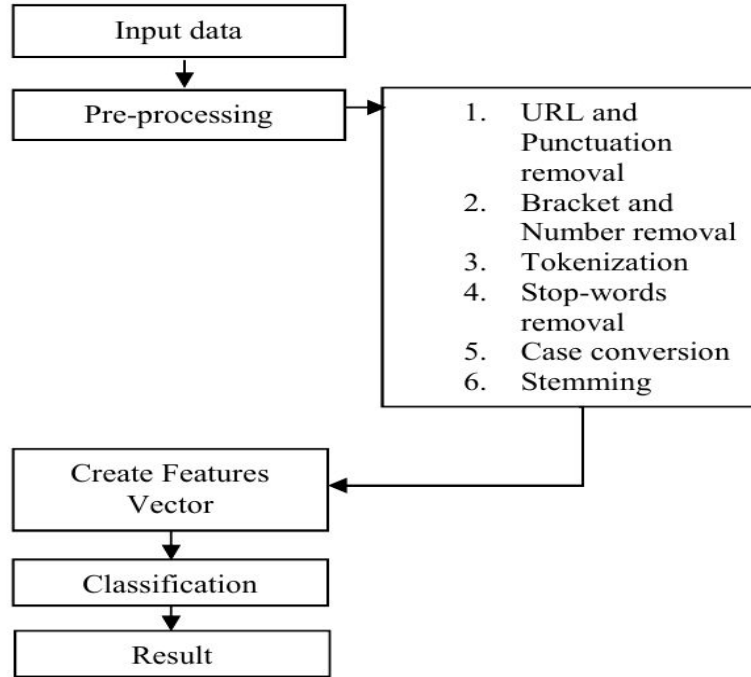 Input data
Pre-processing
1. URL and
Punctuation
removal
2. Bracket and
Number removal
3. Tokenization
4. Stop-words
removal
5. Case conversion
6. Stemming
Create Features
Vector
Classification
Result